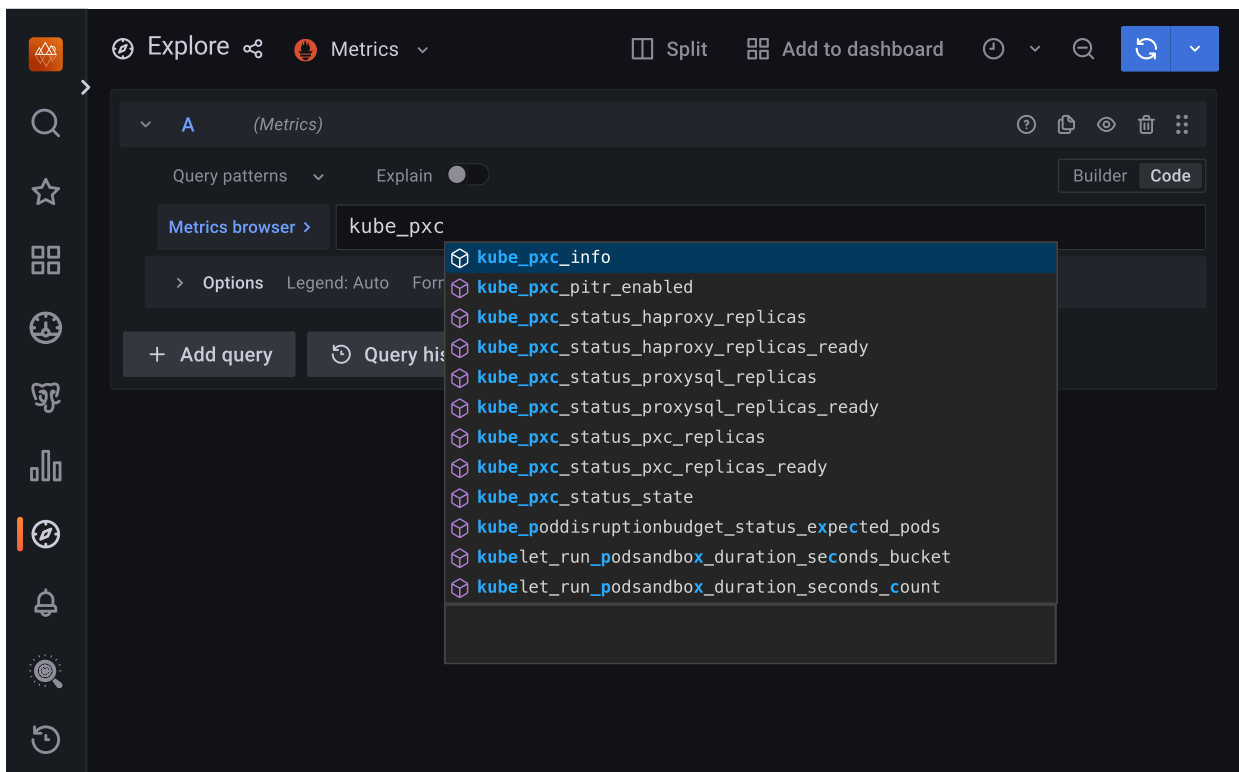 Explore Metrics Split Add to dashboard
A (Metrics)
Query patterns Explain Builder Code
Metrics browser > kube_pxc
kube_pxc_info
kube_pxc_pitr_enabled
> Options Legend: Auto
kube_pxc_status_haproxy_replicas
kube_pxc_status_haproxy_replicas_ready
+ Add query Query
kube_pxc_status_proxysql_replicas
kube_pxc_status_proxysql_replicas_ready
kube_pxc_status_pxc_replicas
kube_pxc_status_pxc_replicas_ready
kube_pxc_status_state
kube_poddisruptionbudget_status_expected_pods
kubelet_run_podsandbox_duration_seconds_bucket
kubelet_run_podsandbox_duration_seconds_count